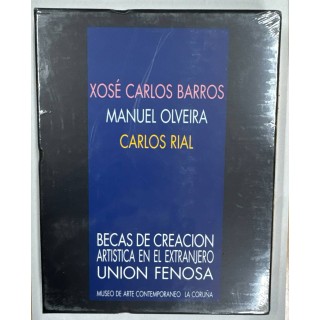 XOSÉ CARLOS BARROS
MANUEL OLVEIRA
CARLOS RIAL
BECAS DE CREACION
ARTISTICA EN EL EXTRANJERO
UNION FENOSA
MUSEO DE ARTE CONTEMPORANEO LA CORUÑA